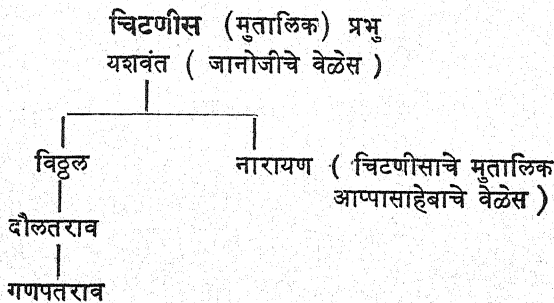 चिटणीस (मुतालिक) प्रभु
यशवंत ( जानोजीचे वेळेस )
विठ्ठल
नारायण ( चिटणीसाचे मुतालिक
आप्पासाहेबाचे वेळेस )
दौलतराव
गणपतराव